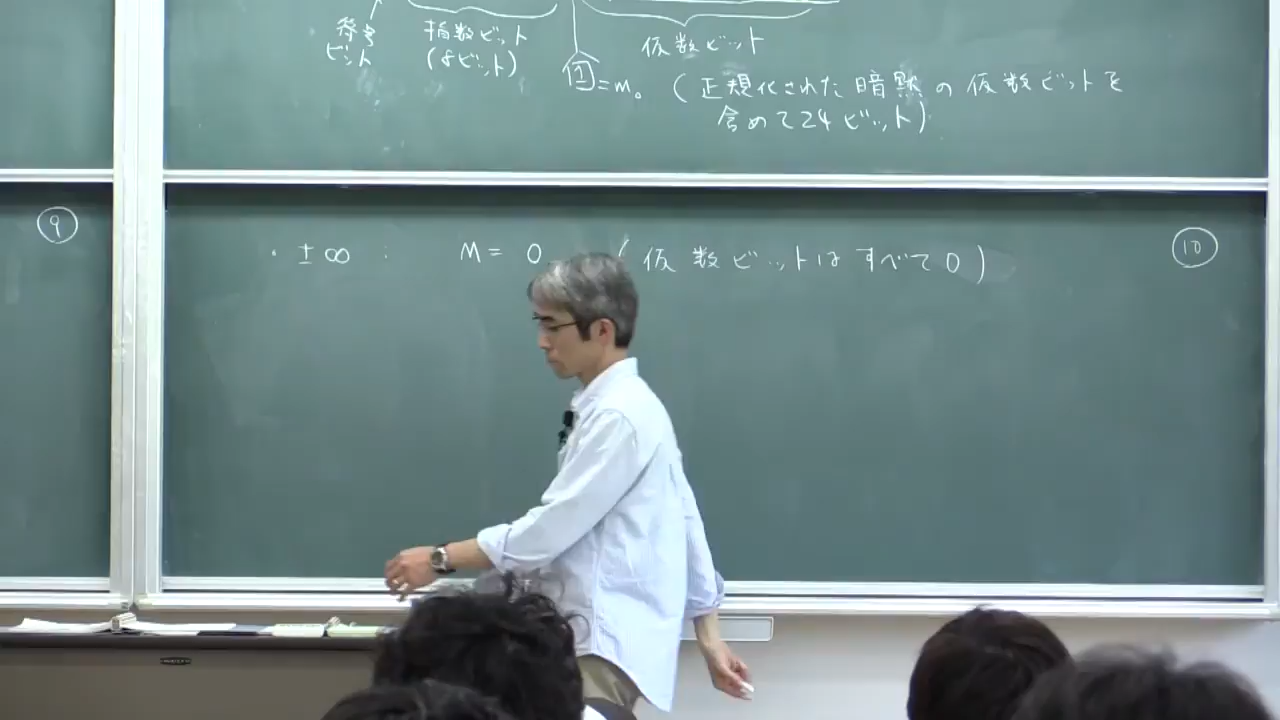 符号
ビット
指数ビット
(8ビット)
仮数ビット
1=m₀ (正規化された暗黙の仮数ビットを
含めて24ビット)
9
・±∞ : M=0 (仮数ビットはすべて0)
10